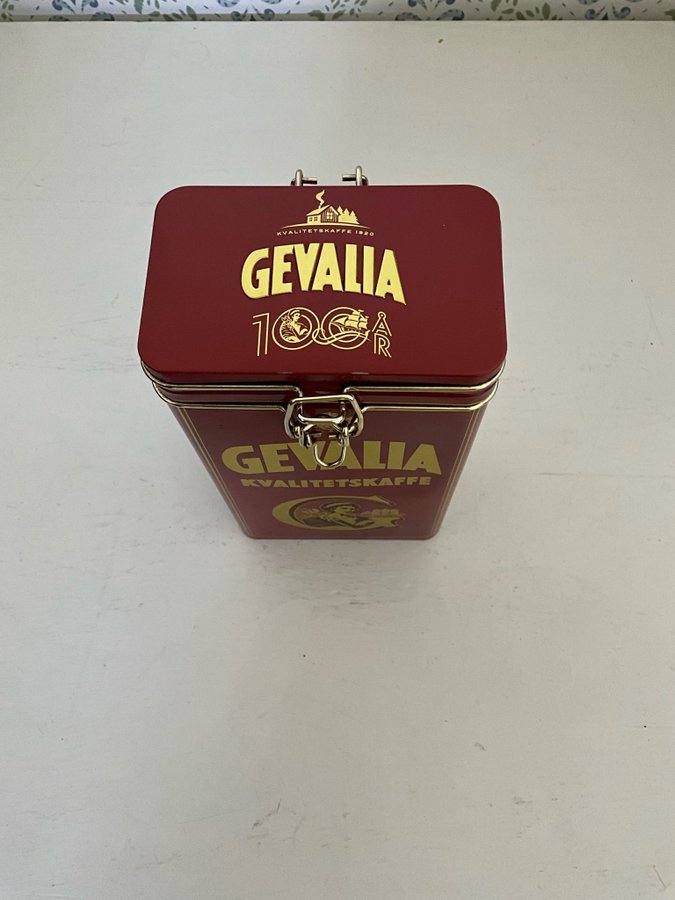 KVALITETSKAFFE 1920
GEVALIA
100 ÅR
GEVALIA
KVALITETSKAFFE